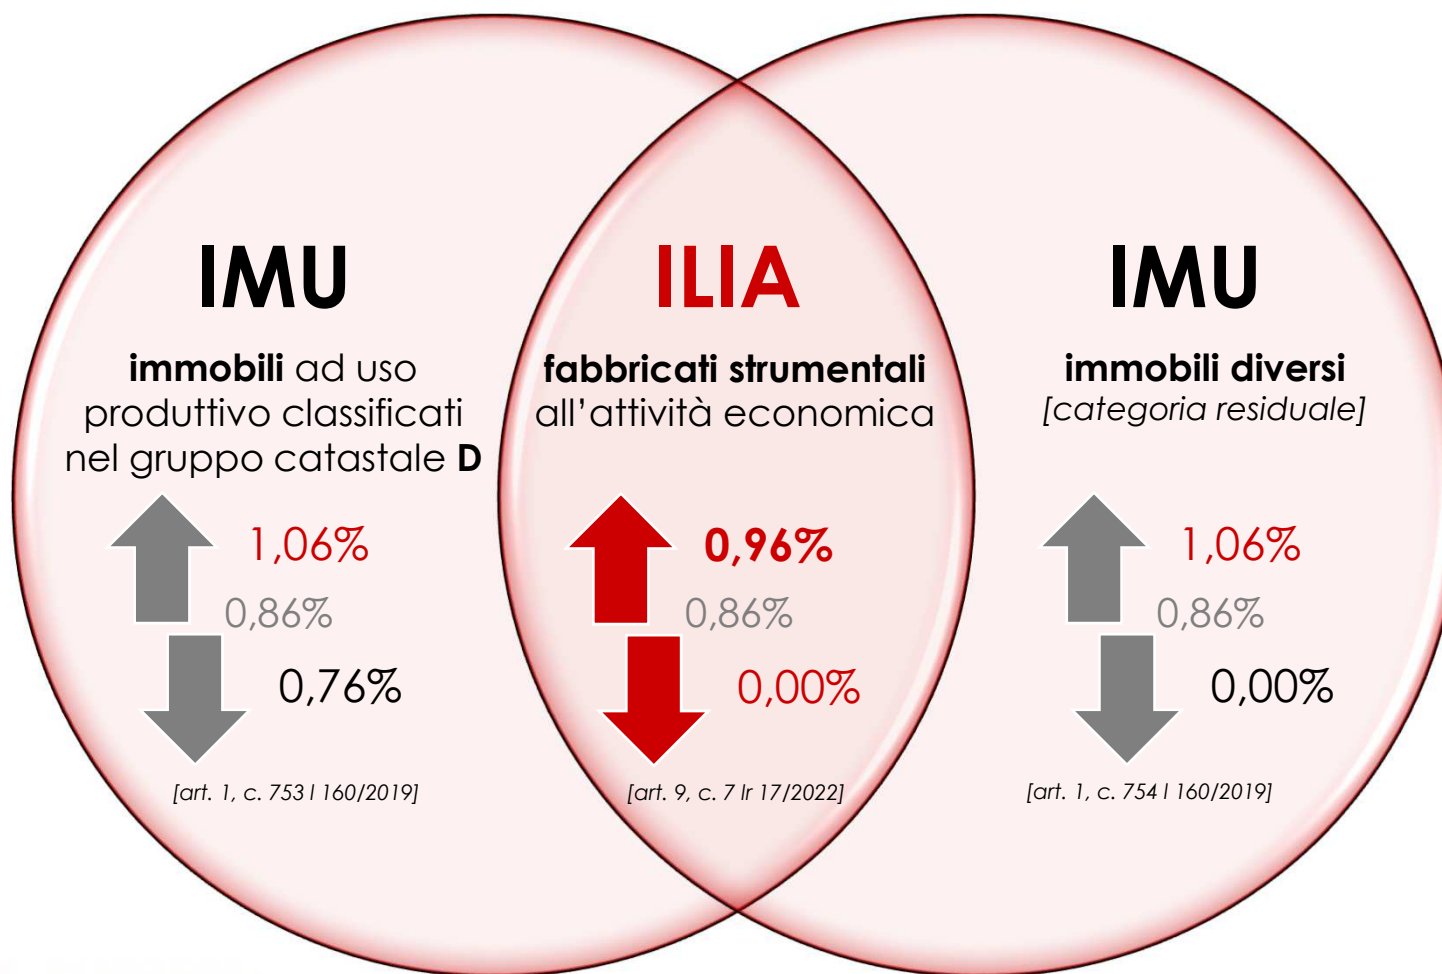 IMU
immobili ad uso
produttivo classificati
nel gruppo catastale D
1,06%
0,86%
0,76%
[art. 1, c. 753 l 160/2019]
ILIA
fabbricati strumentali
all’attività economica
0,96%
0,86%
0,00%
[art. 9, c. 7 lr 17/2022]
IMU
immobili diversi
[categoria residuale]
1,06%
0,86%
0,00%
[art. 1, c. 754 l 160/2019]